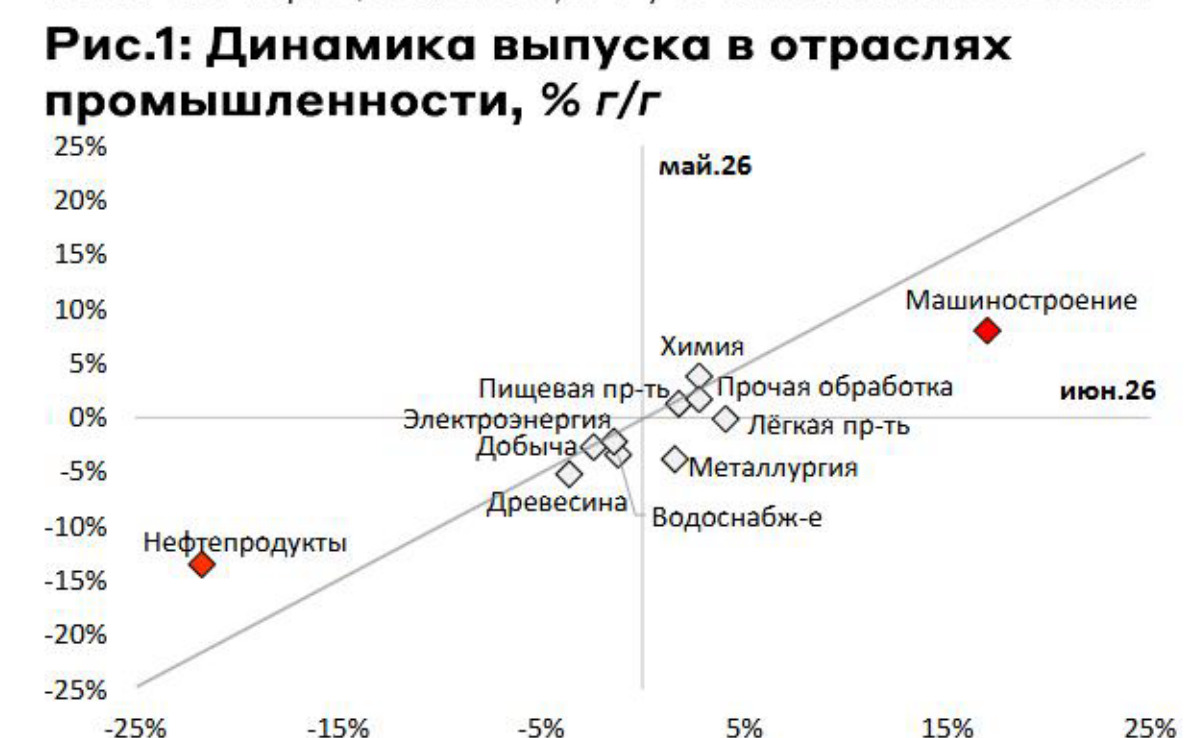 Рис.1: Динамика выпуска в отраслях
промышленности, % г/г
25%
май.26
20%
15%
10%
Машиностроение
Химия
5%
Пищевая пр-ть
Прочая обработка
июн.26
0%
Электроэнергия
Лёгкая пр-ть
Добыча
-5%
Металлургия
Древесина
Водоснабж-е
-10%
Нефтепродукты
-15%
-20%
-25%
-25% -15% -5% 5% 15% 25%